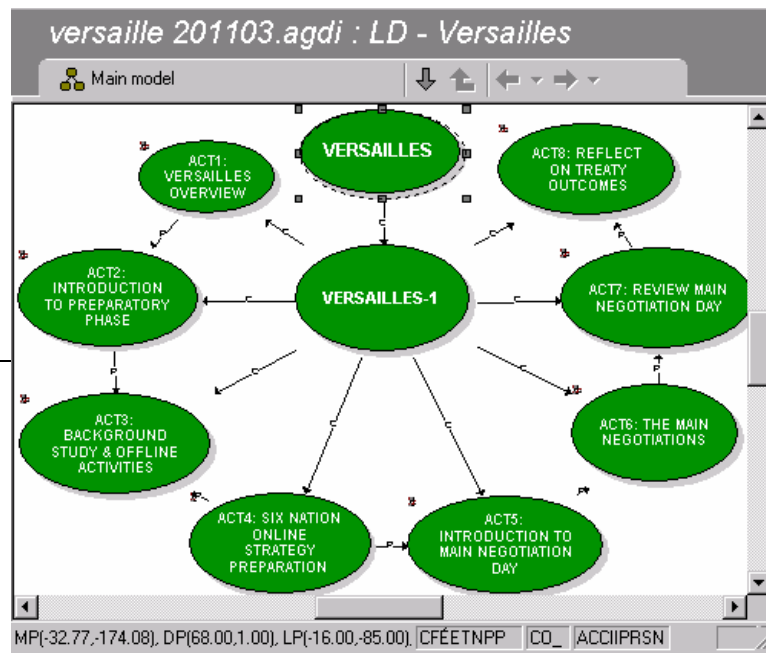 versaille 201103.agdi : LD - Versailles
Main model
VERSAILLES
ACT1:
VERSAILLES
OVERVIEW
ACT8: REFLECT
ON TREATY
OUTCOMES
C
P
C
C
P
ACT2:
INTRODUCTION
TO PREPARATORY
PHASE
C
VERSAILLES-1
C
ACT7: REVIEW MAIN
NEGOTIATION DAY
P
C
C
C
C
P
ACT3:
BACKGROUND
STUDY & OFFLINE
ACTIVITIES
ACT6: THE MAIN
NEGOTIATIONS
P
P
ACT4: SIX NATION
ONLINE
STRATEGY
PREPARATION
P
ACT5:
INTRODUCTION TO
MAIN NEGOTIATION
DAY
MP(-32.77,-174.08), DP(68.00,1.00), LP(-16.00,-85.00), CFÉETNPP CO_ ACCIIPRSN